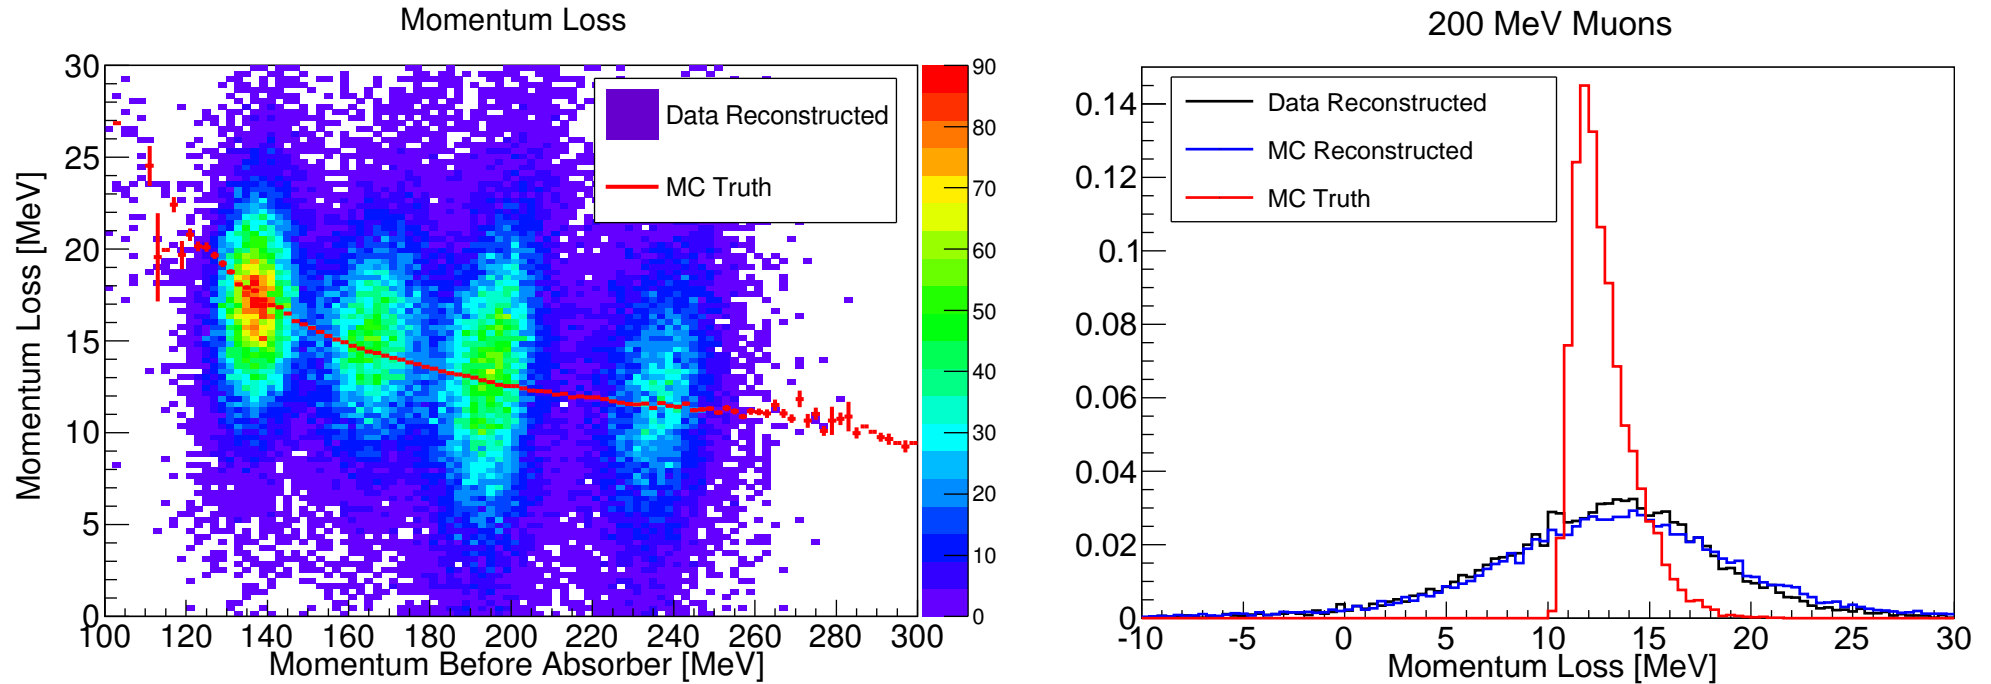 Momentum Loss
30
25
20
15
10
5
0
Momentum Loss [MeV]
Data Reconstructed
MC Truth
90
80
70
60
50
40
30
20
10
0
100 120 140 160 180 200 220 240 260 280 300
Momentum Before Absorber [MeV]
200 MeV Muons
0.14
0.12
0.1
0.08
0.06
0.04
0.02
0
Data Reconstructed
MC Reconstructed
MC Truth
-10 -5 0 5 10 15 20 25 30
Momentum Loss [MeV]